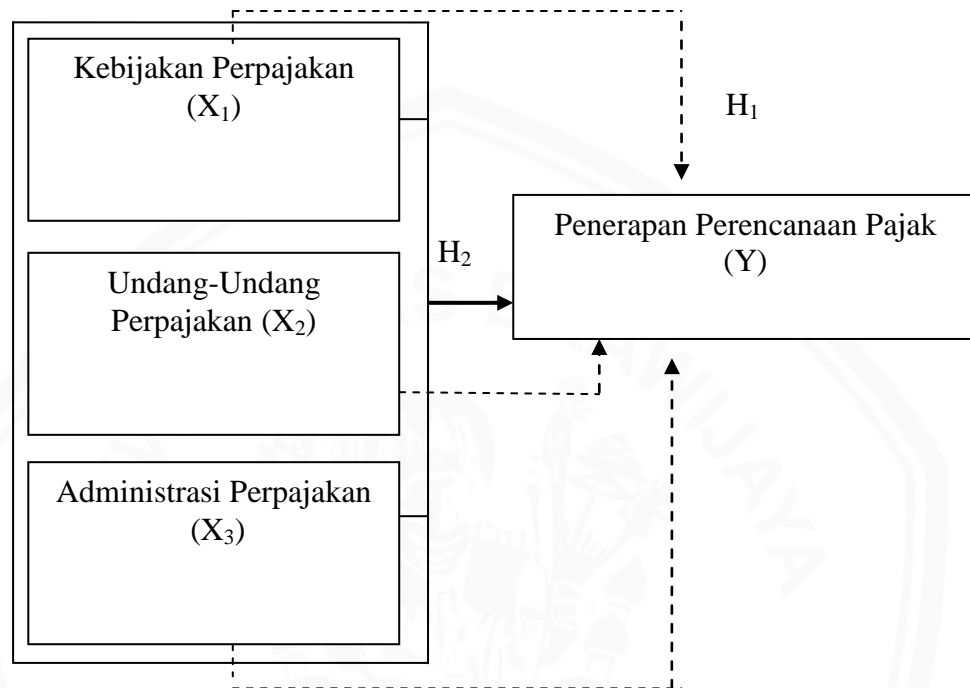 Kebijakan Perpajakan
(X₁)
H₁
Penerapan Perencanaan Pajak
(Y)
H₂
Undang-Undang
Perpajakan (X₂)
Administrasi Perpajakan
(X₃)